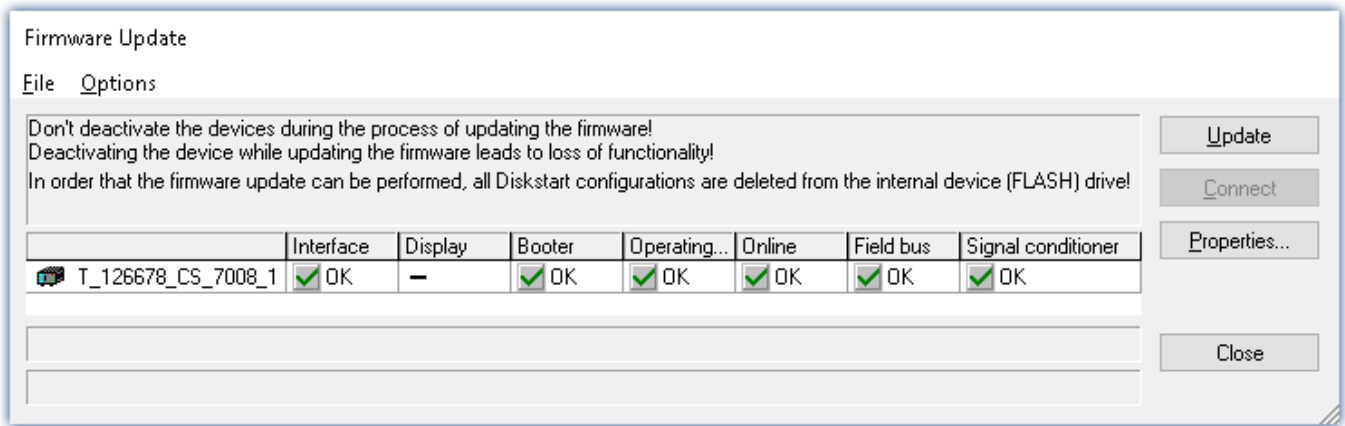 Firmware Update
File Options
Don't deactivate the devices during the process of updating the firmware!
Deactivating the device while updating the firmware leads to loss of functionality!
In order that the firmware update can be performed, all Diskstart configurations are deleted from the internal device (FLASH) drive!
Update
Connect
Properties...
Interface Display Booter Operating... Online Field bus Signal conditioner
T_126678_CS_7008_1 OK – OK OK OK OK OK
Close